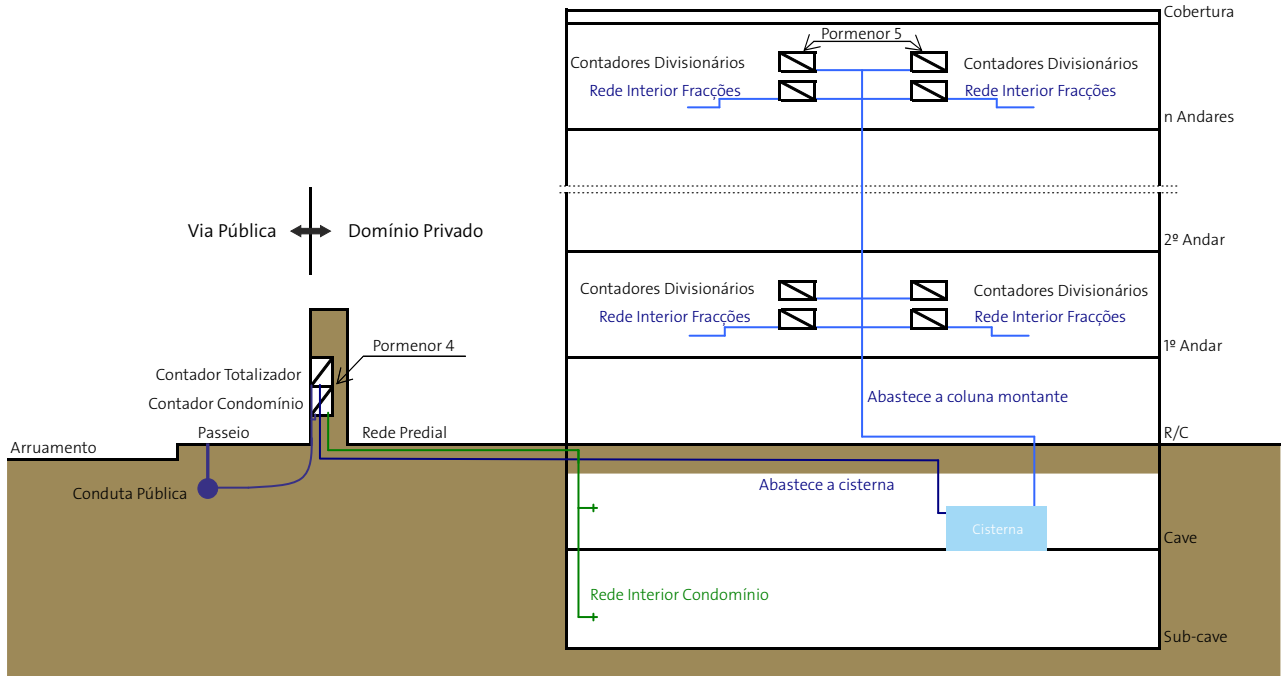 Cobertura
Pormenor 5
Contadores Divisionários
Contadores Divisionários
Rede Interior Fracções
Rede Interior Fracções
n Andares
Via Pública
Domínio Privado
2º Andar
Contadores Divisionários
Contadores Divisionários
Rede Interior Fracções
Rede Interior Fracções
Pormenor 4
1º Andar
Contador Totalizador
Contador Condomínio
Abastece a coluna montante
Passeio
Rede Predial
R/C
Arruamento
Conduta Pública
Abastece a cisterna
Cisterna
Cave
Rede Interior Condomínio
Sub-cave